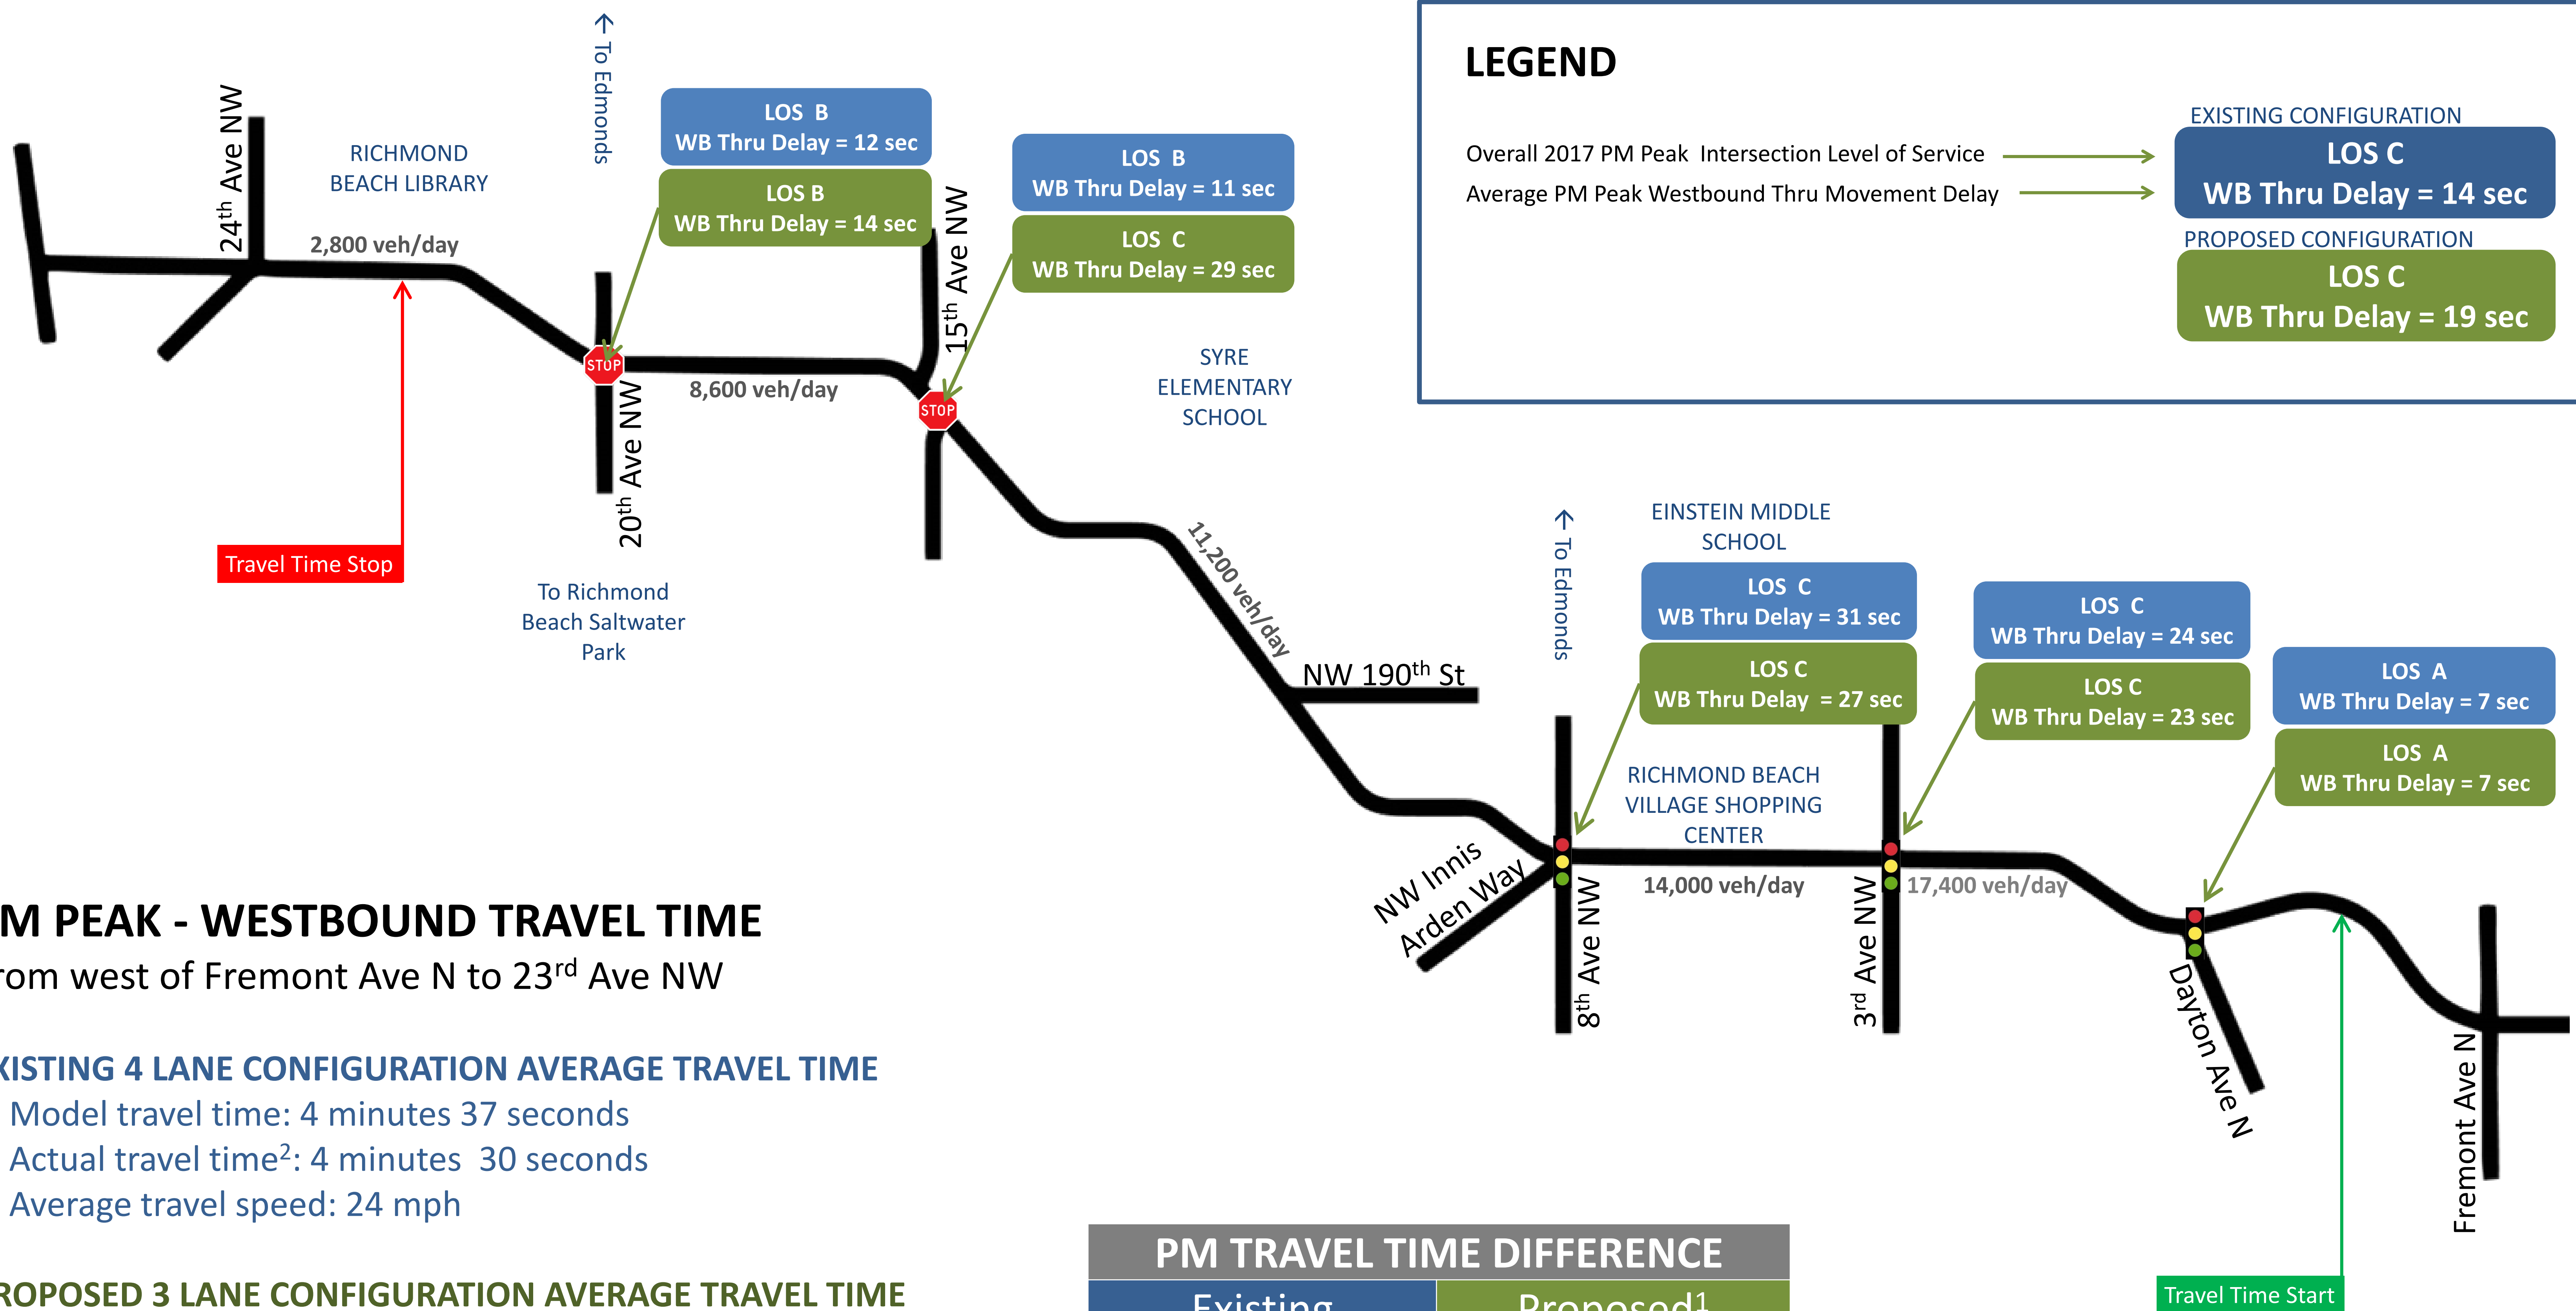 ← To Edmonds
24th Ave NW
RICHMOND
BEACH LIBRARY
2,800 veh/day
LOS B
WB Thru Delay = 12 sec
LOS B
WB Thru Delay = 14 sec
15th Ave NW
LOS B
WB Thru Delay = 11 sec
LOS C
WB Thru Delay = 29 sec
LEGEND
Overall 2017 PM Peak Intersection Level of Service
Average PM Peak Westbound Thru Movement Delay
EXISTING CONFIGURATION
LOS C
WB Thru Delay = 14 sec
PROPOSED CONFIGURATION
LOS C
WB Thru Delay = 19 sec
STOP
8,600 veh/day
STOP
SYRE
ELEMENTARY
SCHOOL
20th Ave NW
Travel Time Stop
To Richmond
Beach Saltwater
Park
11,200 veh/day
NW 190th St
← To Edmonds
EINSTEIN MIDDLE
SCHOOL
LOS C
WB Thru Delay = 31 sec
LOS C
WB Thru Delay = 27 sec
LOS C
WB Thru Delay = 24 sec
LOS C
WB Thru Delay = 23 sec
LOS A
WB Thru Delay = 7 sec
LOS A
WB Thru Delay = 7 sec
RICHMOND BEACH
VILLAGE SHOPPING
CENTER
NW Innis
Arden Way
14,000 veh/day
17,400 veh/day
8th Ave NW
3rd Ave NW
Dayton Ave N
Fremont Ave N
Travel Time Start
M PEAK - WESTBOUND TRAVEL TIME
rom west of Fremont Ave N to 23rd Ave NW
XISTING 4 LANE CONFIGURATION AVERAGE TRAVEL TIME
Model travel time: 4 minutes 37 seconds
Actual travel time2: 4 minutes 30 seconds
Average travel speed: 24 mph
ROPOSED 3 LANE CONFIGURATION AVERAGE TRAVEL TIME
PM TRAVEL TIME DIFFERENCE
Existing
Proposed1